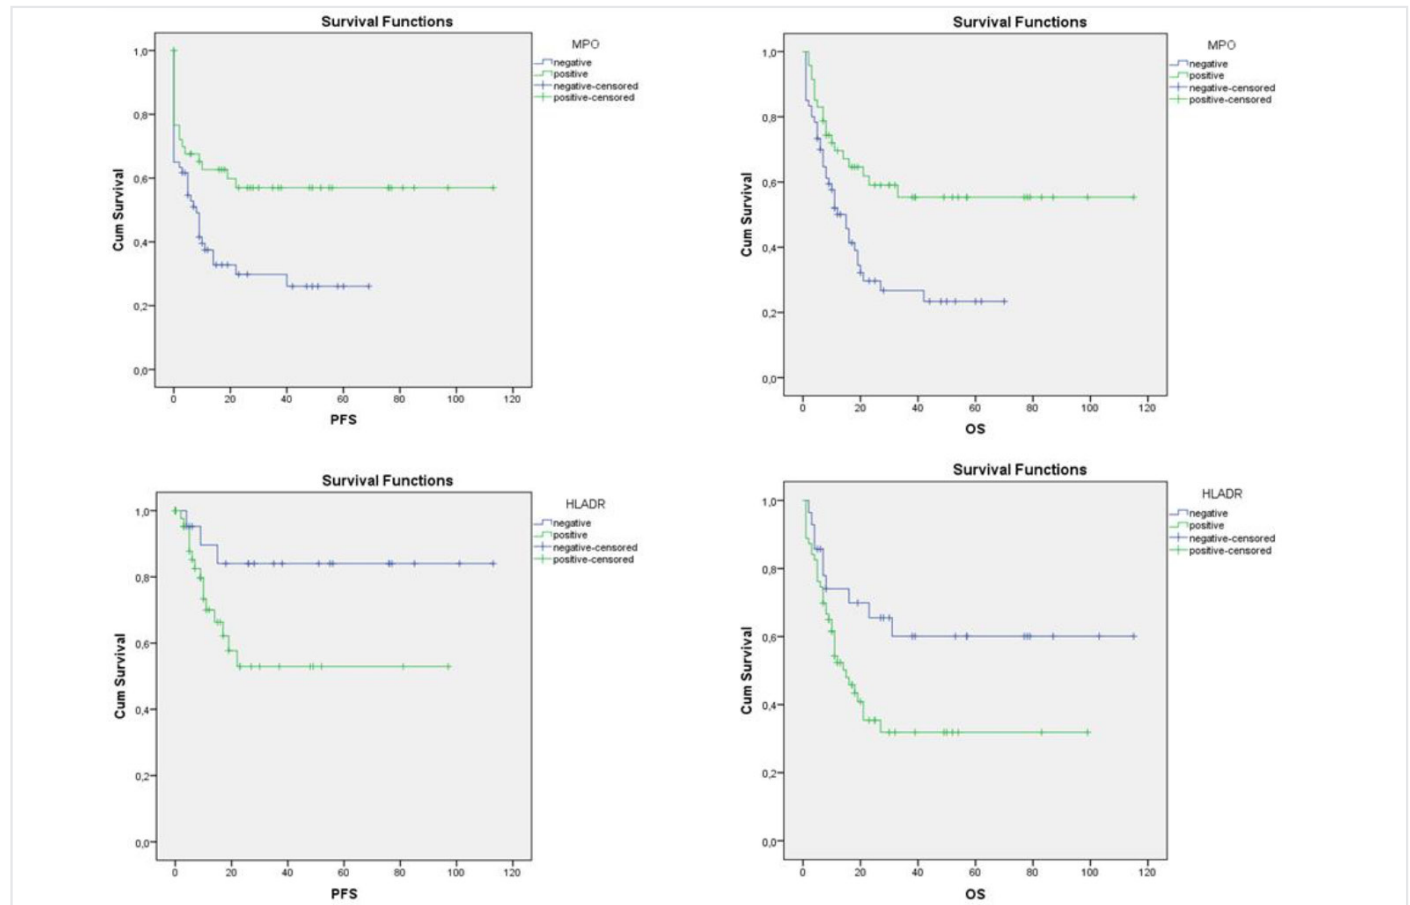 Survival Functions
MPO
negative
positive
negative-censored
positive-censored
Cum Survival
1,0
0,8
0,6
0,4
0,2
0,0
0 20 40 60 80 100 120
PFS
Survival Functions
MPO
negative
positive
negative-censored
positive-censored
Cum Survival
1,0
0,8
0,6
0,4
0,2
0,0
0 20 40 60 80 100 120
OS
Survival Functions
HLADR
negative
positive
negative-censored
positive-censored
Cum Survival
1,0
0,8
0,6
0,4
0,2
0,0
0 20 40 60 80 100 120
PFS
Survival Functions
HLADR
negative
positive
negative-censored
positive-censored
Cum Survival
1,0
0,8
0,6
0,4
0,2
0,0
0 20 40 60 80 100 120
OS